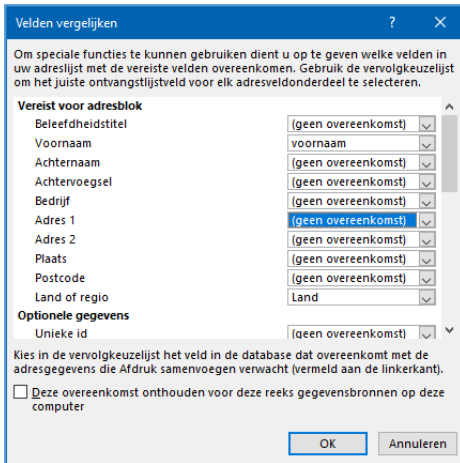 Velden vergelijken ? ×
Om speciale functies te kunnen gebruiken dient u op te geven welke velden in
uw adreslijst met de vereiste velden overeenkomen. Gebruik de vervolgkeuzelijst
om het juiste ontvangstlijstveld voor elk adresveldonderdeel te selecteren.
Vereist voor adresblok
Beleefdheidstitel (geen overeenkomst)
Voornaam voornaam
Achternaam (geen overeenkomst)
Achtervoegsel (geen overeenkomst)
Bedrijf (geen overeenkomst)
Adres 1 (geen overeenkomst)
Adres 2 (geen overeenkomst)
Plaats (geen overeenkomst)
Postcode (geen overeenkomst)
Land of regio Land
Optionele gegevens
Unieke id (geen overeenkomst)
Kies in de vervolgkeuzelijst het veld in de database dat overeenkomt met de
adresgegevens die Afdruk samenvoegen verwacht (vermeld aan de linkerkant).
Deze overeenkomst onthouden voor deze reeks gegevensbronnen op deze
computer
OK Annuleren